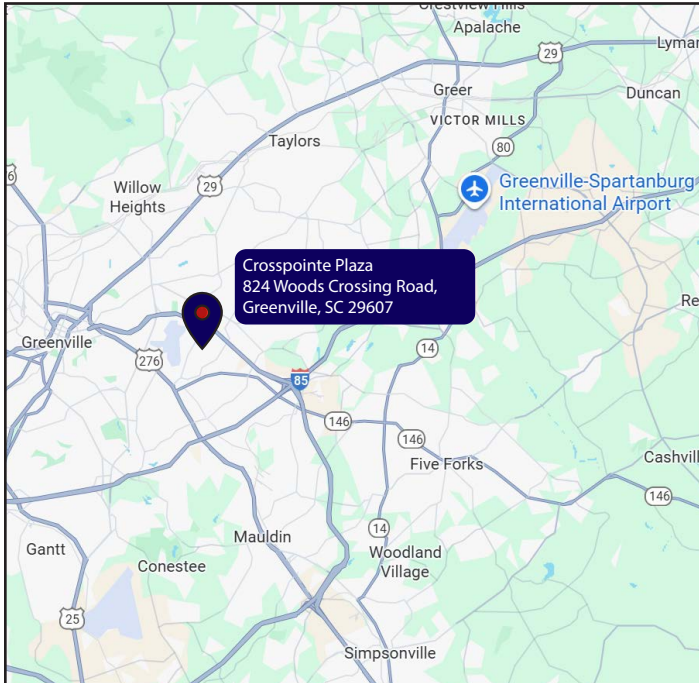 Crestview Hills
Apalache
29
Lyman
Greer
Duncan
VICTOR MILLS
Taylors
80
Greenville-Spartanburg
International Airport
Willow
Heights
29
Crosspointe Plaza
824 Woods Crossing Road,
Greenville, SC 29607
Re
Greenville
276
14
85
146
146
Five Forks
Cashvill
146
14
Mauldin
Gantt
Woodland
Village
Conestee
25
Simpsonville